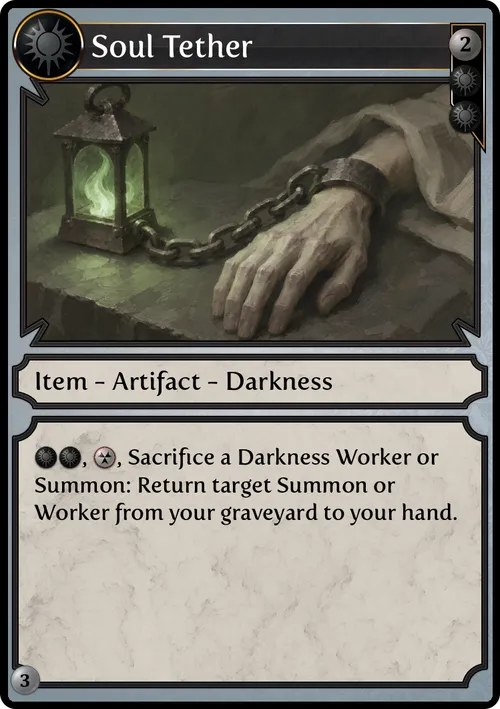 Soul Tether
2
Item - Artifact - Darkness
, , Sacrifice a Darkness Worker or
Summon: Return target Summon or
Worker from your graveyard to your hand.
3